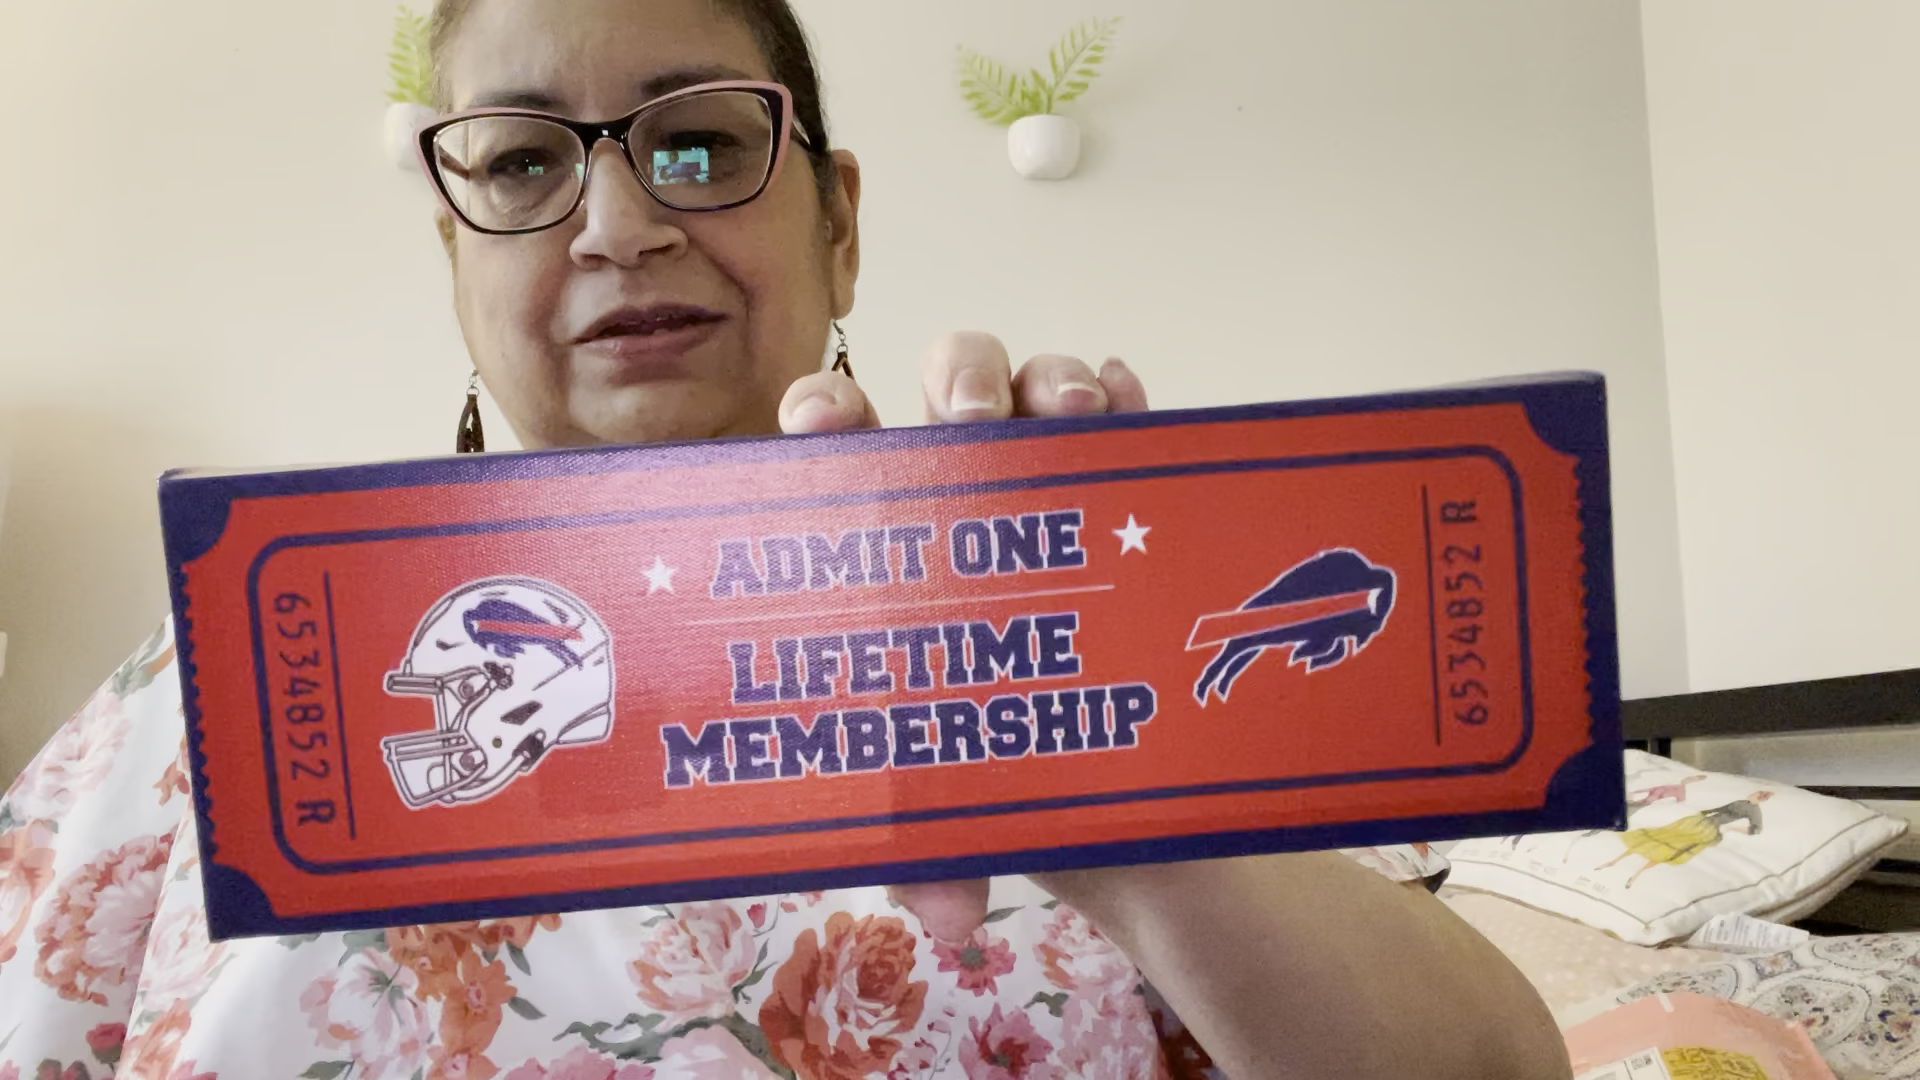 ADMIT ONE
LIFETIME
MEMBERSHIP
6534852 R
6534852 R